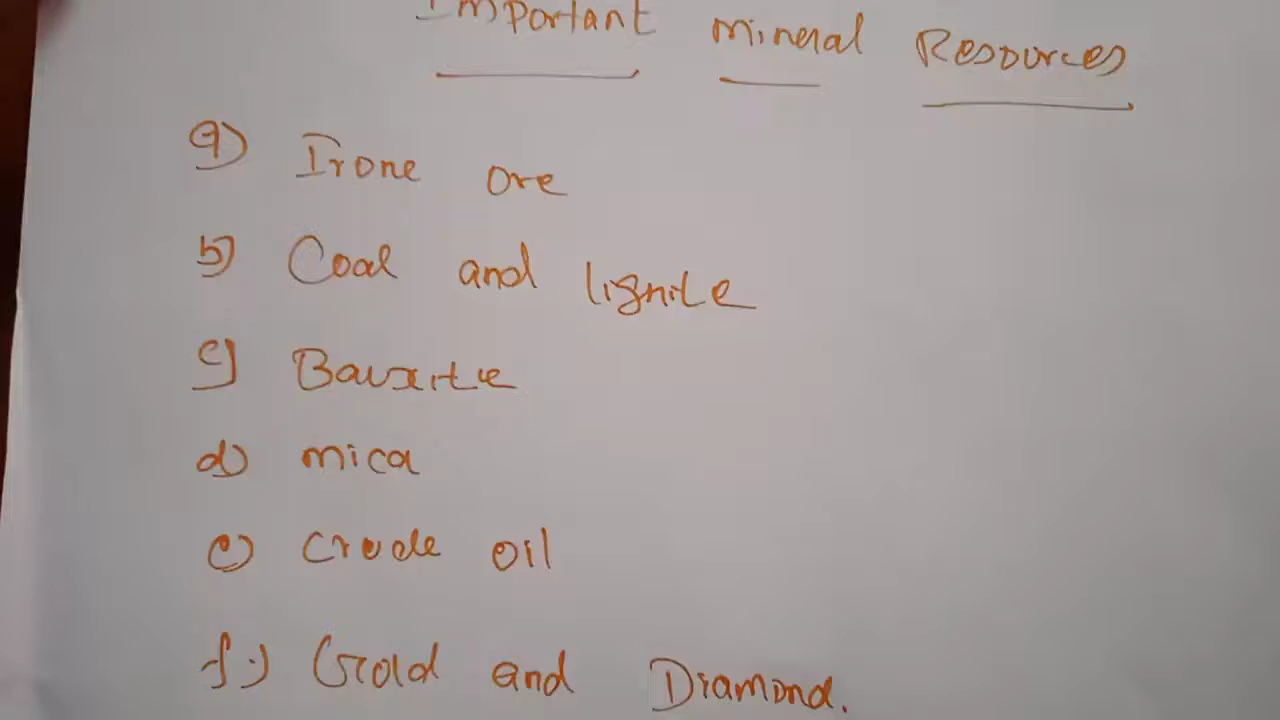 Important Mineral Resources
a) Irone ore
b) Coal and lignite
c) Bauxite
d) mica
e) crude oil
f.) Gold and Diamond.